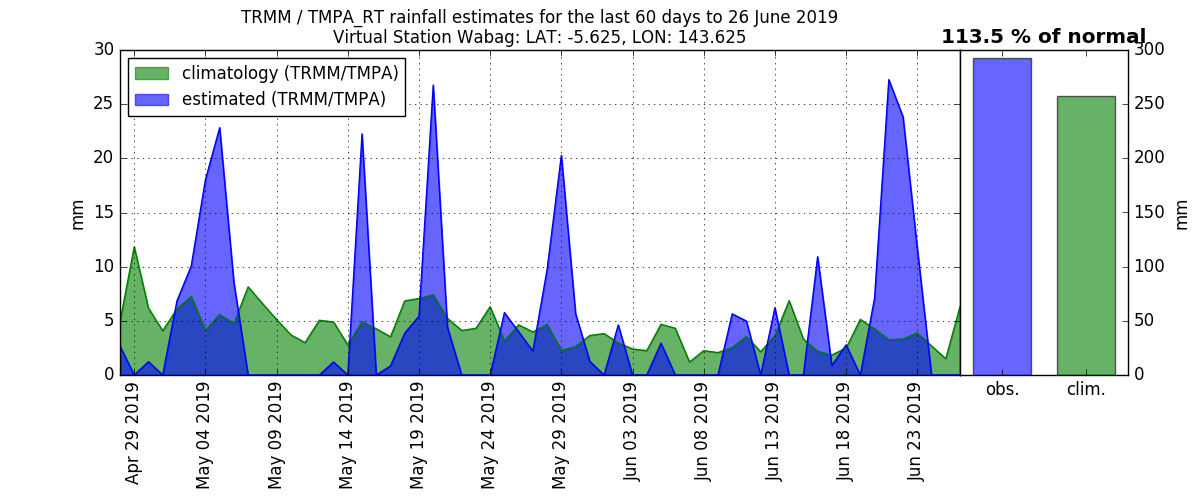 TRMM / TMPA_RT rainfall estimates for the last 60 days to 26 June 2019
Virtual Station Wabag: LAT: -5.625, LON: 143.625
113.5 % of normal
climatology (TRMM/TMPA)
estimated (TRMM/TMPA)
30
25
20
15
10
5
0
mm
Apr 29 2019
May 04 2019
May 09 2019
May 14 2019
May 19 2019
May 24 2019
May 29 2019
Jun 03 2019
Jun 08 2019
Jun 13 2019
Jun 18 2019
Jun 23 2019
obs.
clim.
300
250
200
150
100
50
0
mm